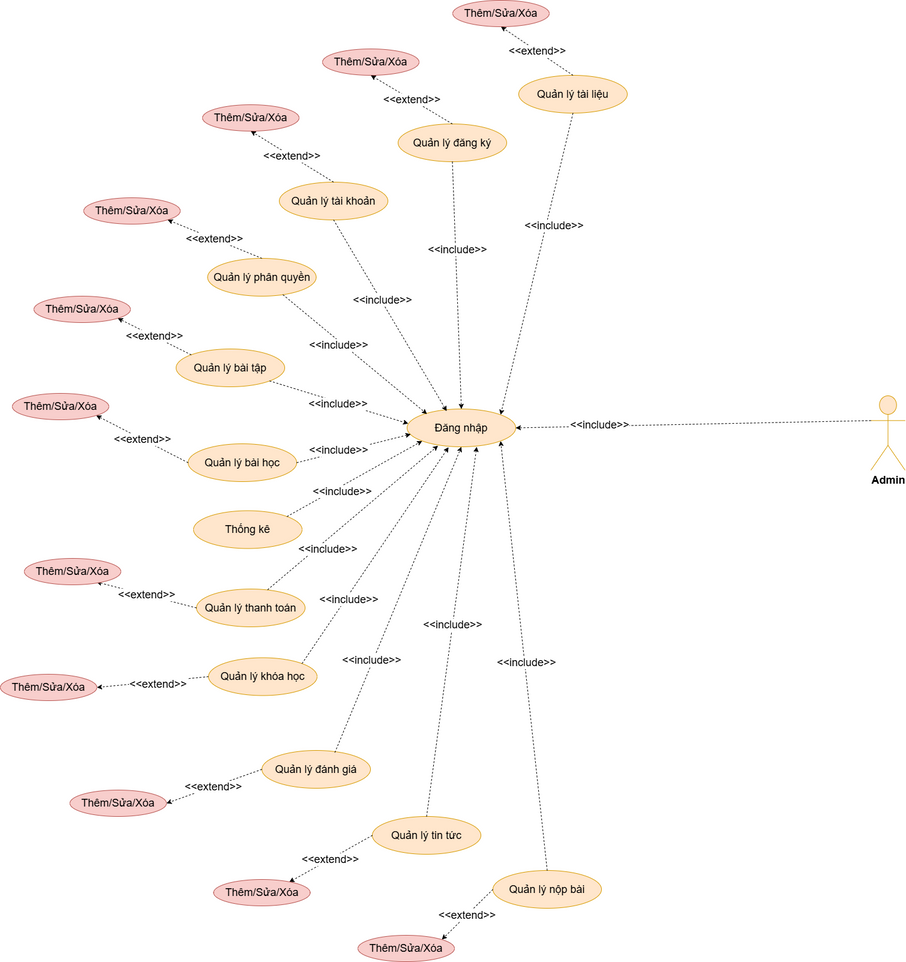 Thêm/Sửa/Xóa
<<extend>>
Thêm/Sửa/Xóa
Quản lý tài liệu
<<extend>>
Thêm/Sửa/Xóa
Quản lý đăng ký
<<extend>>
Quản lý tài khoản
Thêm/Sửa/Xóa
<<include>>
<<extend>>
<<include>>
Quản lý phân quyền
<<include>>
Thêm/Sửa/Xóa
<<extend>>
<<include>>
Quản lý bài tập
<<include>>
Thêm/Sửa/Xóa
<<include>>
Đăng nhập
<<extend>>
<<include>>
Quản lý bài học
Admin
<<include>>
Thống kê
<<include>>
Thêm/Sửa/Xóa
<<extend>>
<<include>>
Quản lý thanh toán
<<include>>
<<include>>
<<include>>
Quản lý khóa học
<<extend>>
Thêm/Sửa/Xóa
Quản lý đánh giá
<<extend>>
Thêm/Sửa/Xóa
Quản lý tin tức
<<extend>>
Thêm/Sửa/Xóa
Quản lý nộp bài
<<extend>>
Thêm/Sửa/Xóa